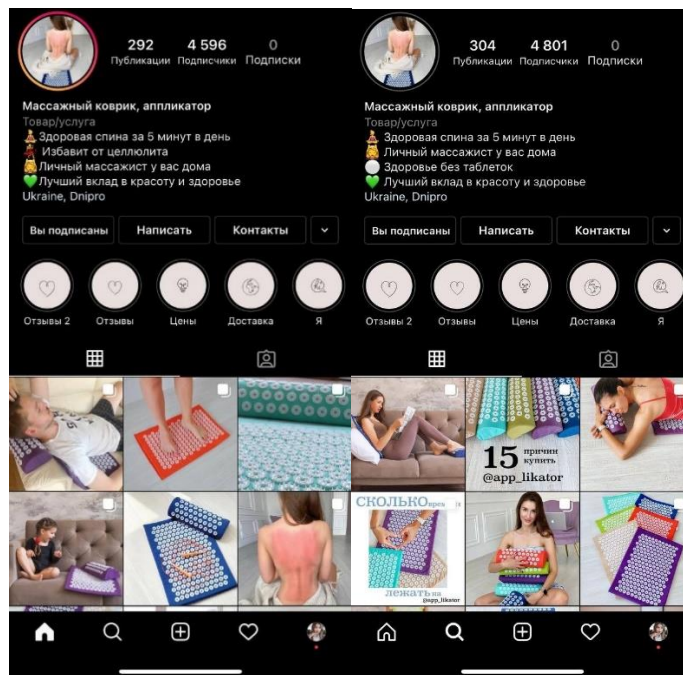 292
4 596
0
Публикации
Подписчики
Подписки
Массажный коврик, аппликатор
Товар/услуга
Здоровая спина за 5 минут в день
Избавит от целлюлита
Личный массажист у вас дома
Лучший вклад в красоту и здоровье
Ukraine, Dnipro
Вы подписаны
Написать
Контакты
Отзывы 2
Отзывы
Цены
Доставка
Я
304
4 801
0
Публикации
Подписчики
Подписки
Массажный коврик, аппликатор
Товар/услуга
Здоровая спина за 5 минут в день
Личный массажист у вас дома
Здоровье без таблеток
Лучший вклад в красоту и здоровье
Ukraine, Dnipro
Вы подписаны
Написать
Контакты
Отзывы 2
Отзывы
Цены
Доставка
Я
15 причин
купить
@app_likator
СКОЛЬКО
лежать на
@app_likator